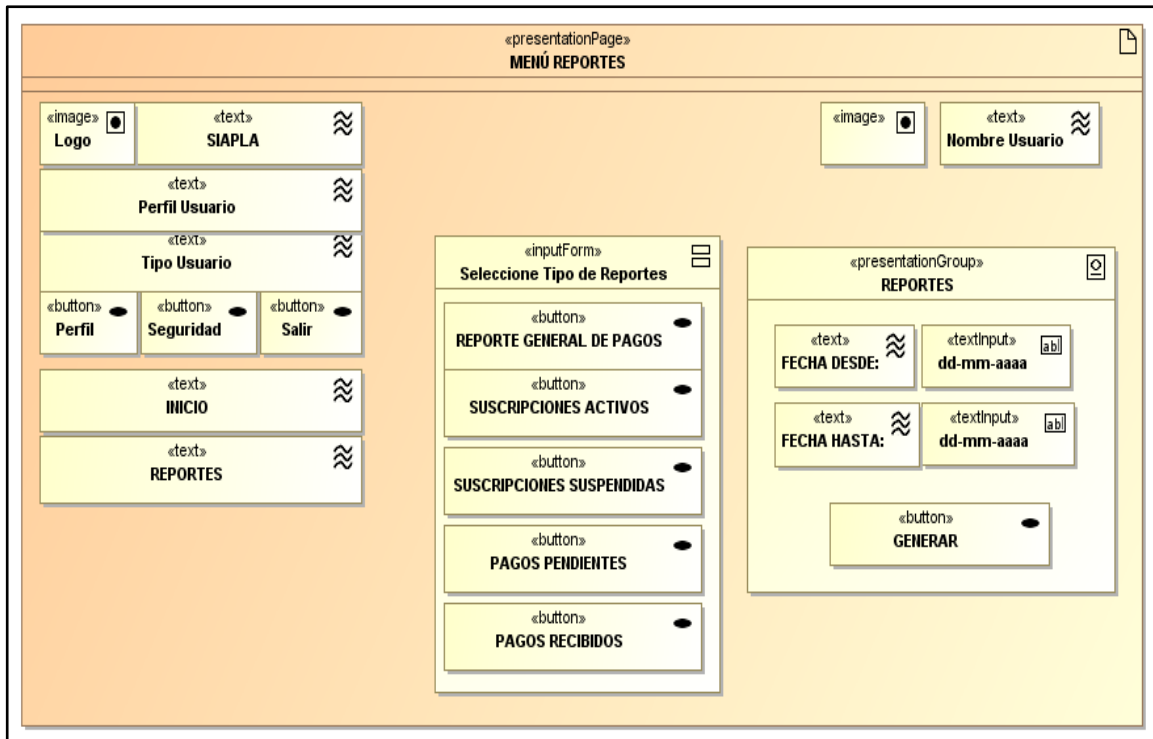 «presentationPage»
MENÚ REPORTES
«image»
Logo
«text»
SIAPLA
«image»
«text»
Nombre Usuario
«text»
Perfil Usuario
«text»
Tipo Usuario
«button»
Perfil
«button»
Seguridad
«button»
Salir
«text»
INICIO
«text»
REPORTES
«inputForm»
Seleccione Tipo de Reportes
«button»
REPORTE GENERAL DE PAGOS
«button»
SUSCRIPCIONES ACTIVOS
«button»
SUSCRIPCIONES SUSPENDIDAS
«button»
PAGOS PENDIENTES
«button»
PAGOS RECIBIDOS
«presentationGroup»
REPORTES
«text»
FECHA DESDE:
«textInput»
dd-mm-aaaa
ab
«text»
FECHA HASTA:
«textInput»
dd-mm-aaaa
ab
«button»
GENERAR